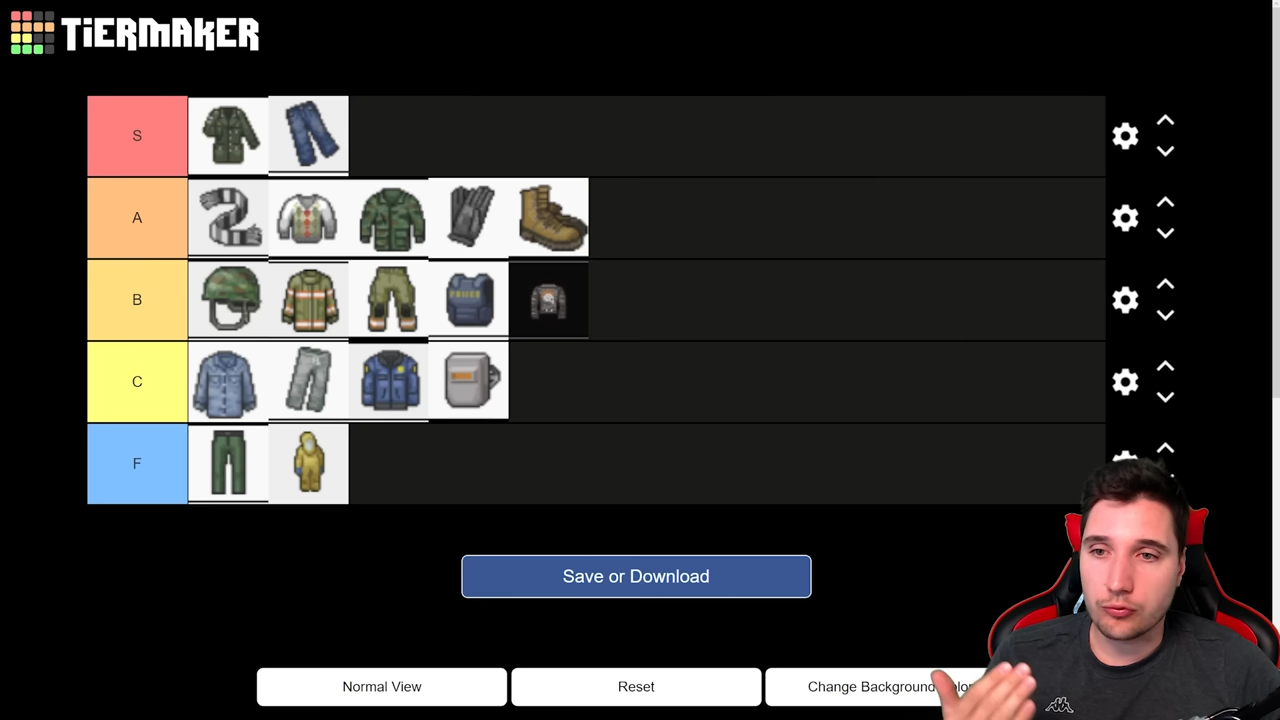 TiERMAKER
S
A
B
C
F
Save or Download
Normal View
Reset
Change Background